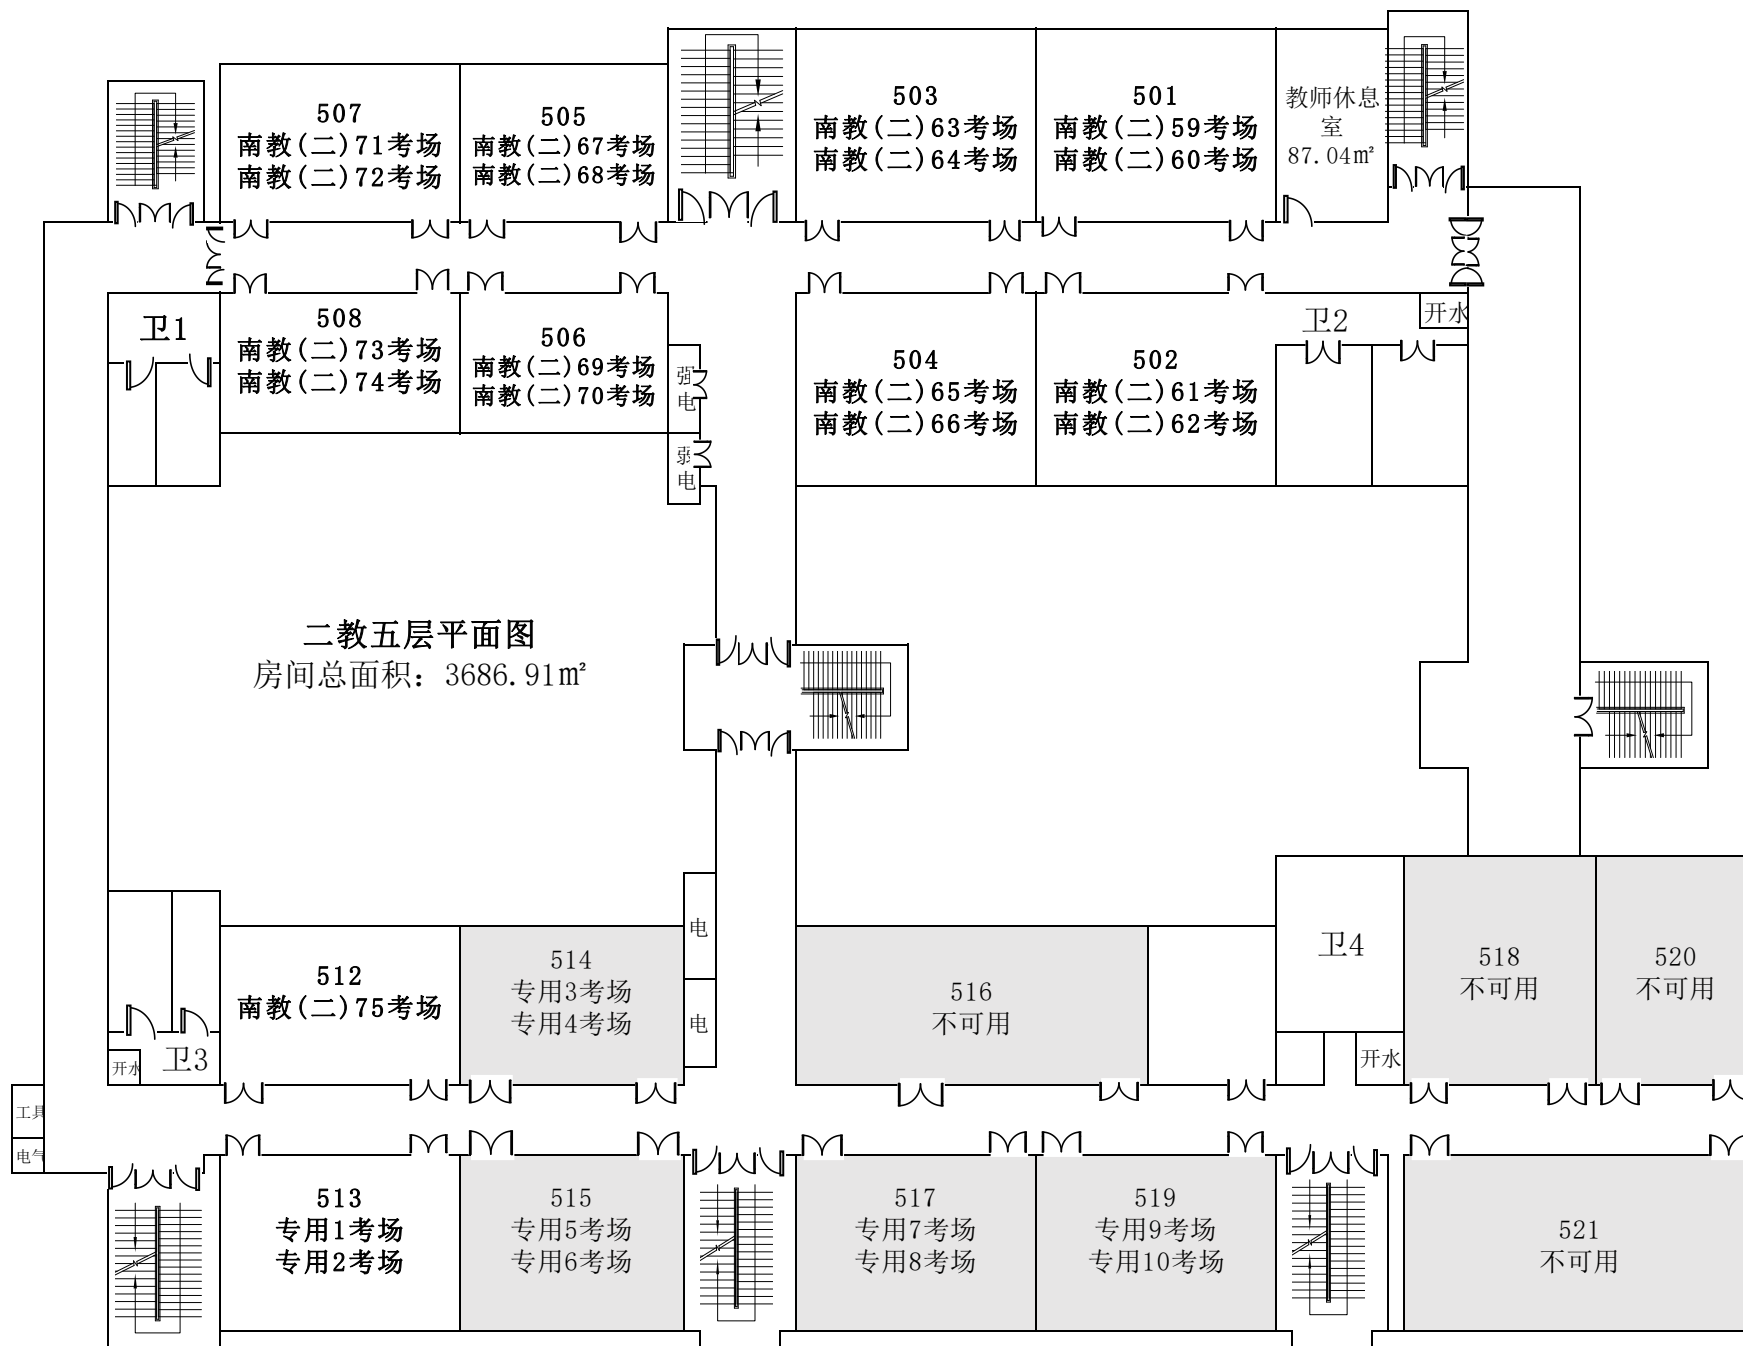 507
南教(二)71考场
南教(二)72考场
505
南教(二)67考场
南教(二)68考场
503
南教(二)63考场
南教(二)64考场
501
南教(二)59考场
南教(二)60考场
教师休息
室
87.04㎡
卫1
508
南教(二)73考场
南教(二)74考场
506
南教(二)69考场
南教(二)70考场
强
电
弱
电
504
南教(二)65考场
南教(二)66考场
502
南教(二)61考场
南教(二)62考场
卫2
开水
二教五层平面图
房间总面积：3686.91㎡
512
南教(二)75考场
514
专用3考场
专用4考场
电
电
516
不可用
卫4
518
不可用
520
不可用
开水
卫3
开水
工具
电气
513
专用1考场
专用2考场
515
专用5考场
专用6考场
517
专用7考场
专用8考场
519
专用9考场
专用10考场
521
不可用